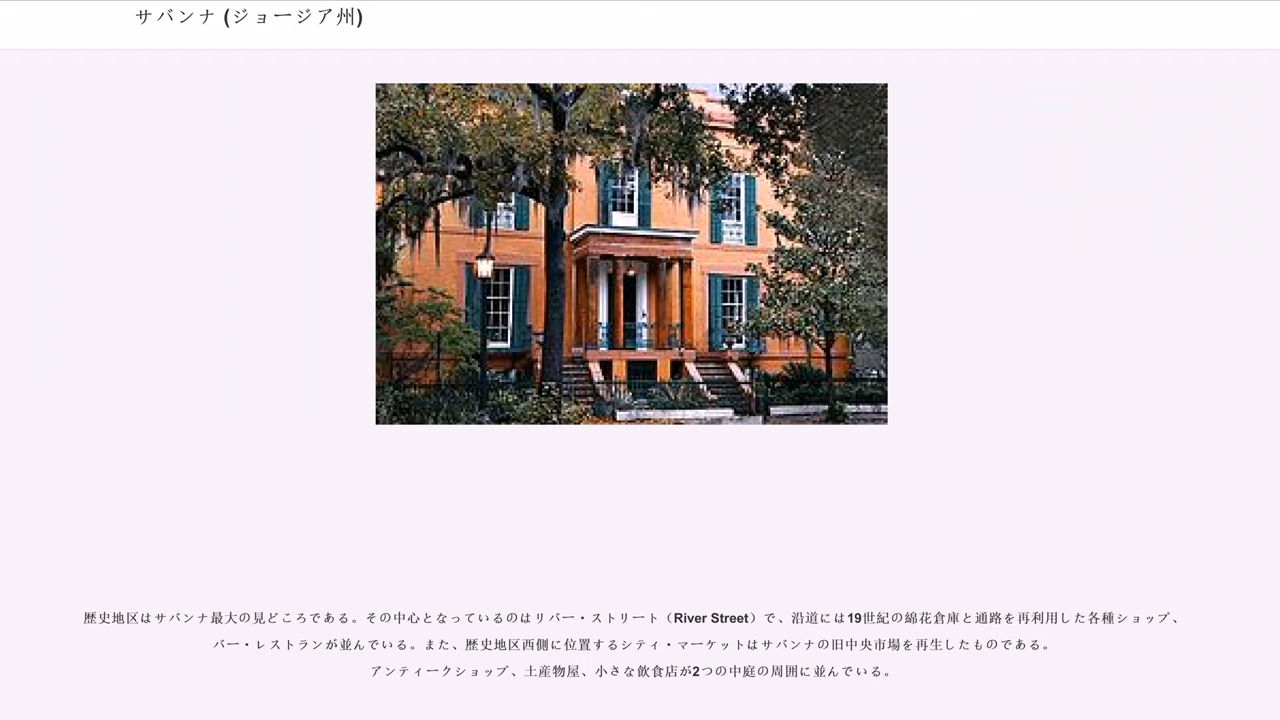 サバンナ (ジョージア州)
歴史地区はサバンナ最大の見どころである。その中心となっているのはリバー・ストリート（River Street）で、沿道には19世紀の綿花倉庫と通路を再利用した各種ショップ、
バー・レストランが並んでいる。また、歴史地区西側に位置するシティ・マーケットはサバンナの旧中央市場を再生したものである。
アンティークショップ、土産物屋、小さな飲食店が2つの中庭の周囲に並んでいる。